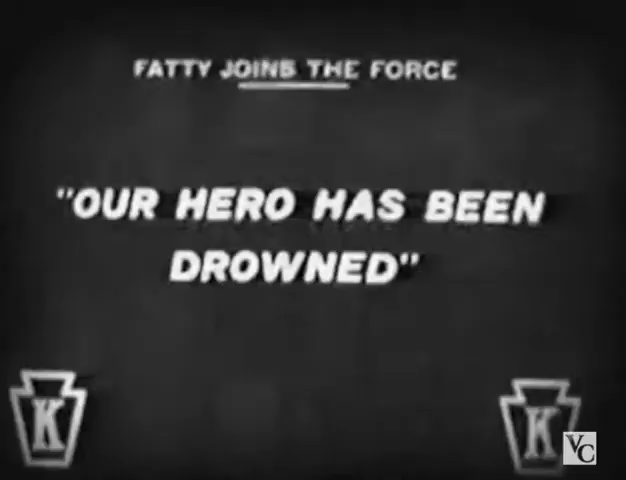 FATTY JOINS THE FORCE
"OUR HERO HAS BEEN
DROWNED"
K
K
VC